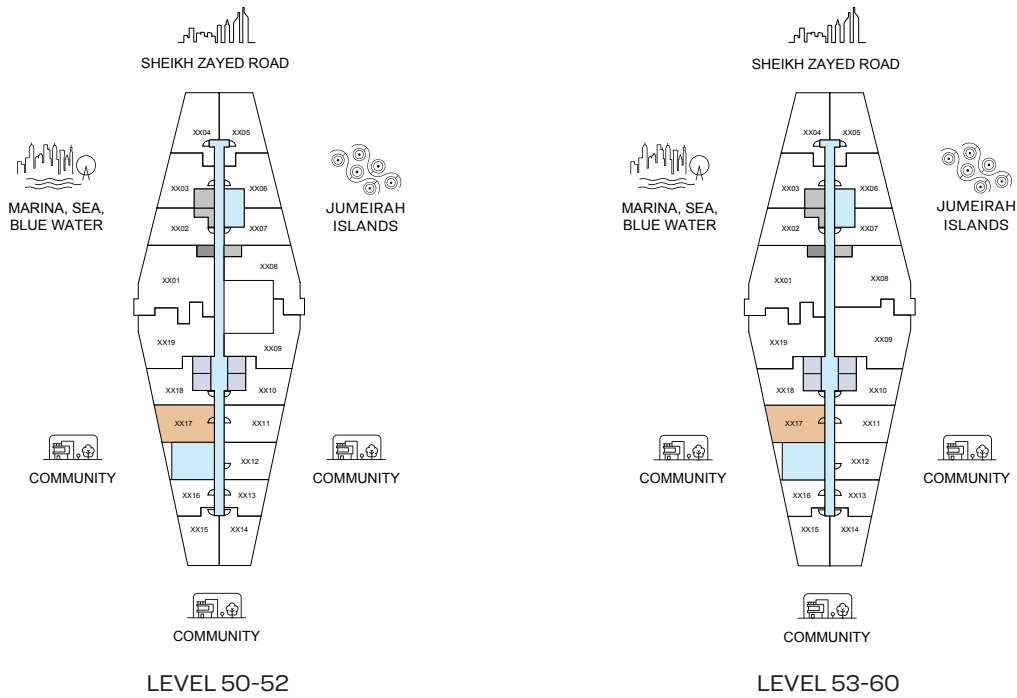 SHEIKH ZAYED ROAD
XX04 XX05
MARINA, SEA,
BLUE WATER
JUMEIRAH
ISLANDS
XX03 XX06
XX02 XX07
XX01 XX08
XX19 XX09
XX18 XX10
XX17 XX11
XX12
COMMUNITY
COMMUNITY
XX16 XX13
XX15 XX14
COMMUNITY
LEVEL 50-52
SHEIKH ZAYED ROAD
XX04 XX05
MARINA, SEA,
BLUE WATER
JUMEIRAH
ISLANDS
XX03 XX06
XX02 XX07
XX01 XX08
XX19 XX09
XX18 XX10
XX17 XX11
XX12
COMMUNITY
COMMUNITY
XX16 XX13
XX15 XX14
COMMUNITY
LEVEL 53-60